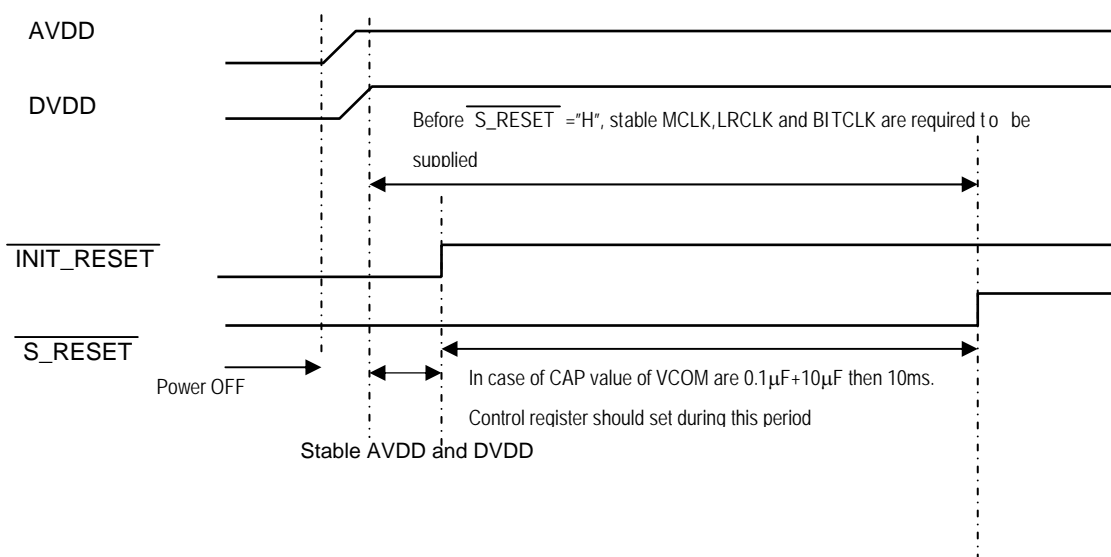 AVDD
DVDD
Before S_RESET ="H", stable MCLK,LRCLK and BITCLK are required to be
supplied
INIT_RESET
S_RESET
Power OFF
In case of CAP value of VCOM are 0.1μF+10μF then 10ms.
Control register should set during this period
Stable AVDD and DVDD